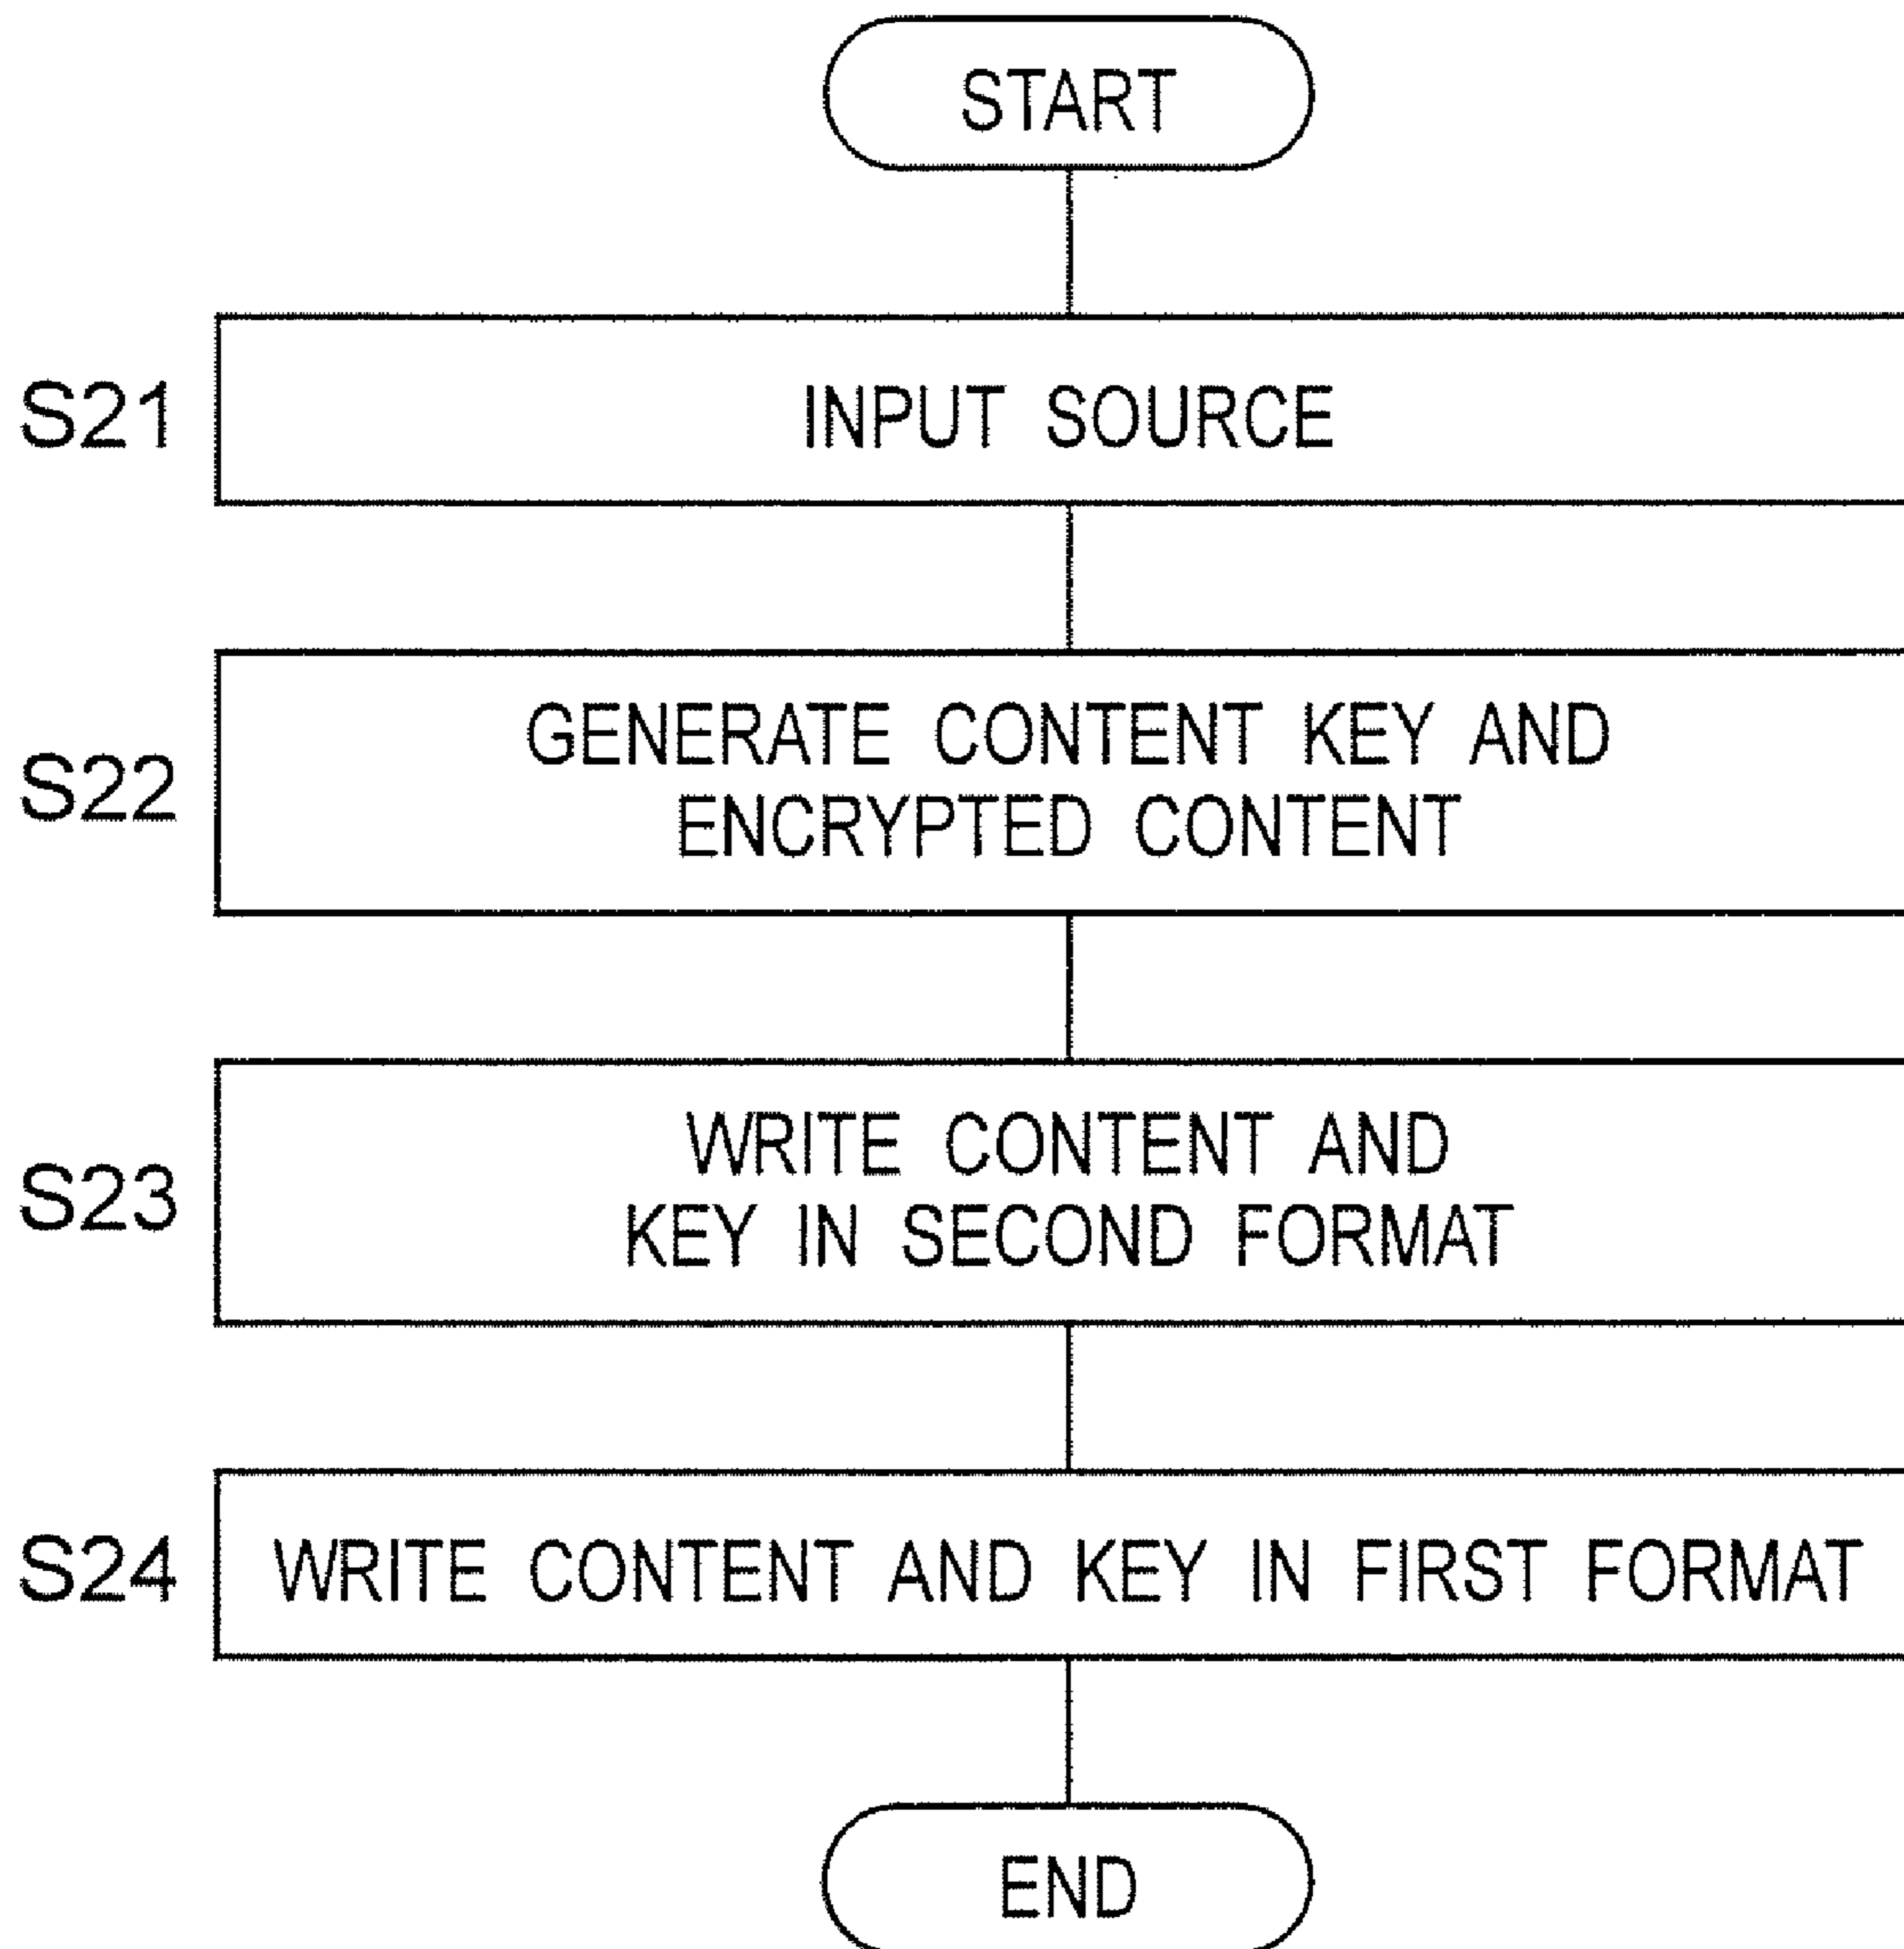 START
S21
INPUT SOURCE
S22
GENERATE CONTENT KEY AND
ENCRYPTED CONTENT
S23
WRITE CONTENT AND
KEY IN SECOND FORMAT
S24
WRITE CONTENT AND KEY IN FIRST FORMAT
END